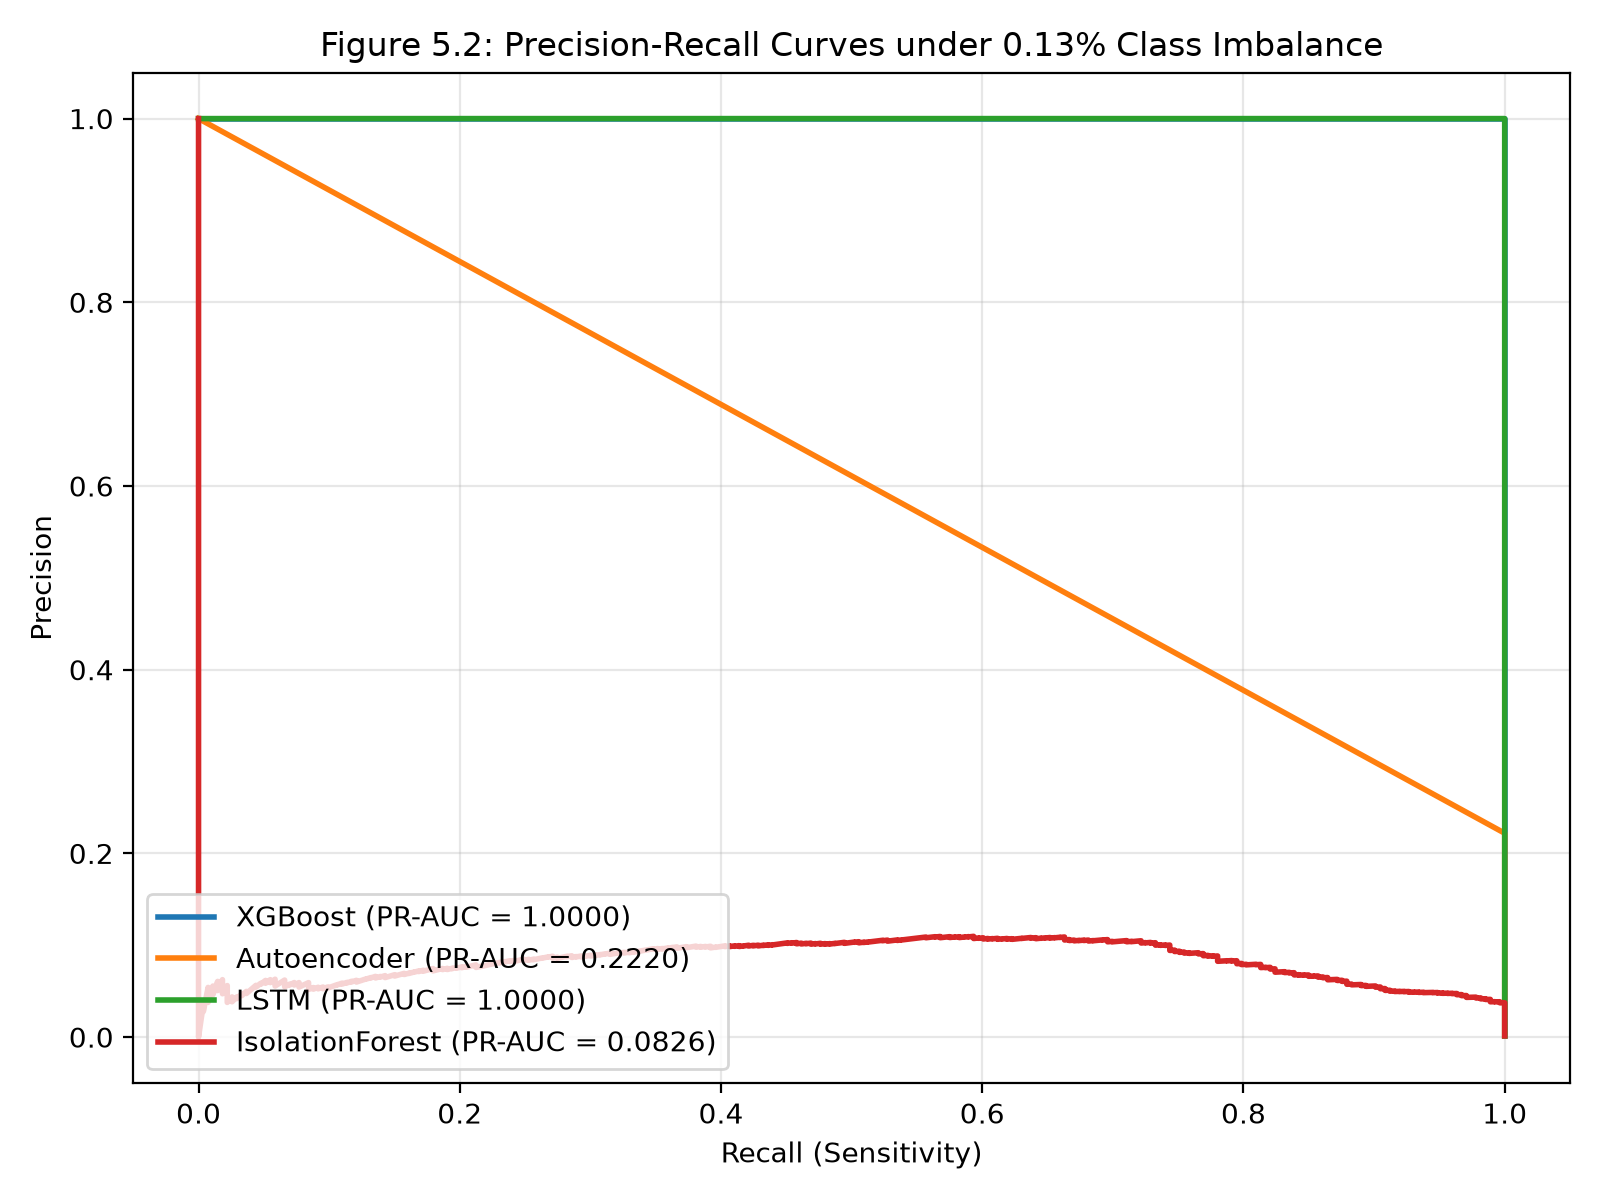 Figure 5.2: Precision-Recall Curves under 0.13% Class Imbalance
1.0
0.8
0.6
0.4
0.2
0.0
Precision
XGBoost (PR-AUC = 1.0000)
Autoencoder (PR-AUC = 0.2220)
LSTM (PR-AUC = 1.0000)
IsolationForest (PR-AUC = 0.0826)
0.0 0.2 0.4 0.6 0.8 1.0
Recall (Sensitivity)